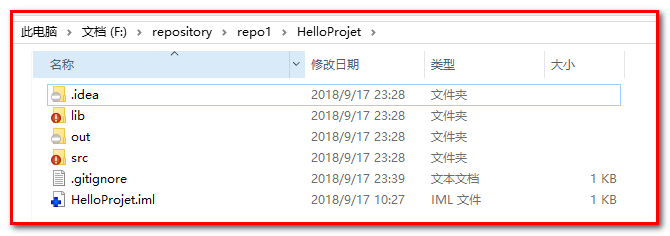 此电脑 文档 (F:) repository repo1 HelloProjet
名称 修改日期 类型 大小
.idea 2018/9/17 23:28 文件夹
lib 2018/9/17 23:28 文件夹
out 2018/9/17 23:28 文件夹
src 2018/9/17 23:28 文件夹
.gitignore 2018/9/17 23:39 文本文档 1 KB
HelloProjet.iml 2018/9/17 10:27 IML 文件 1 KB